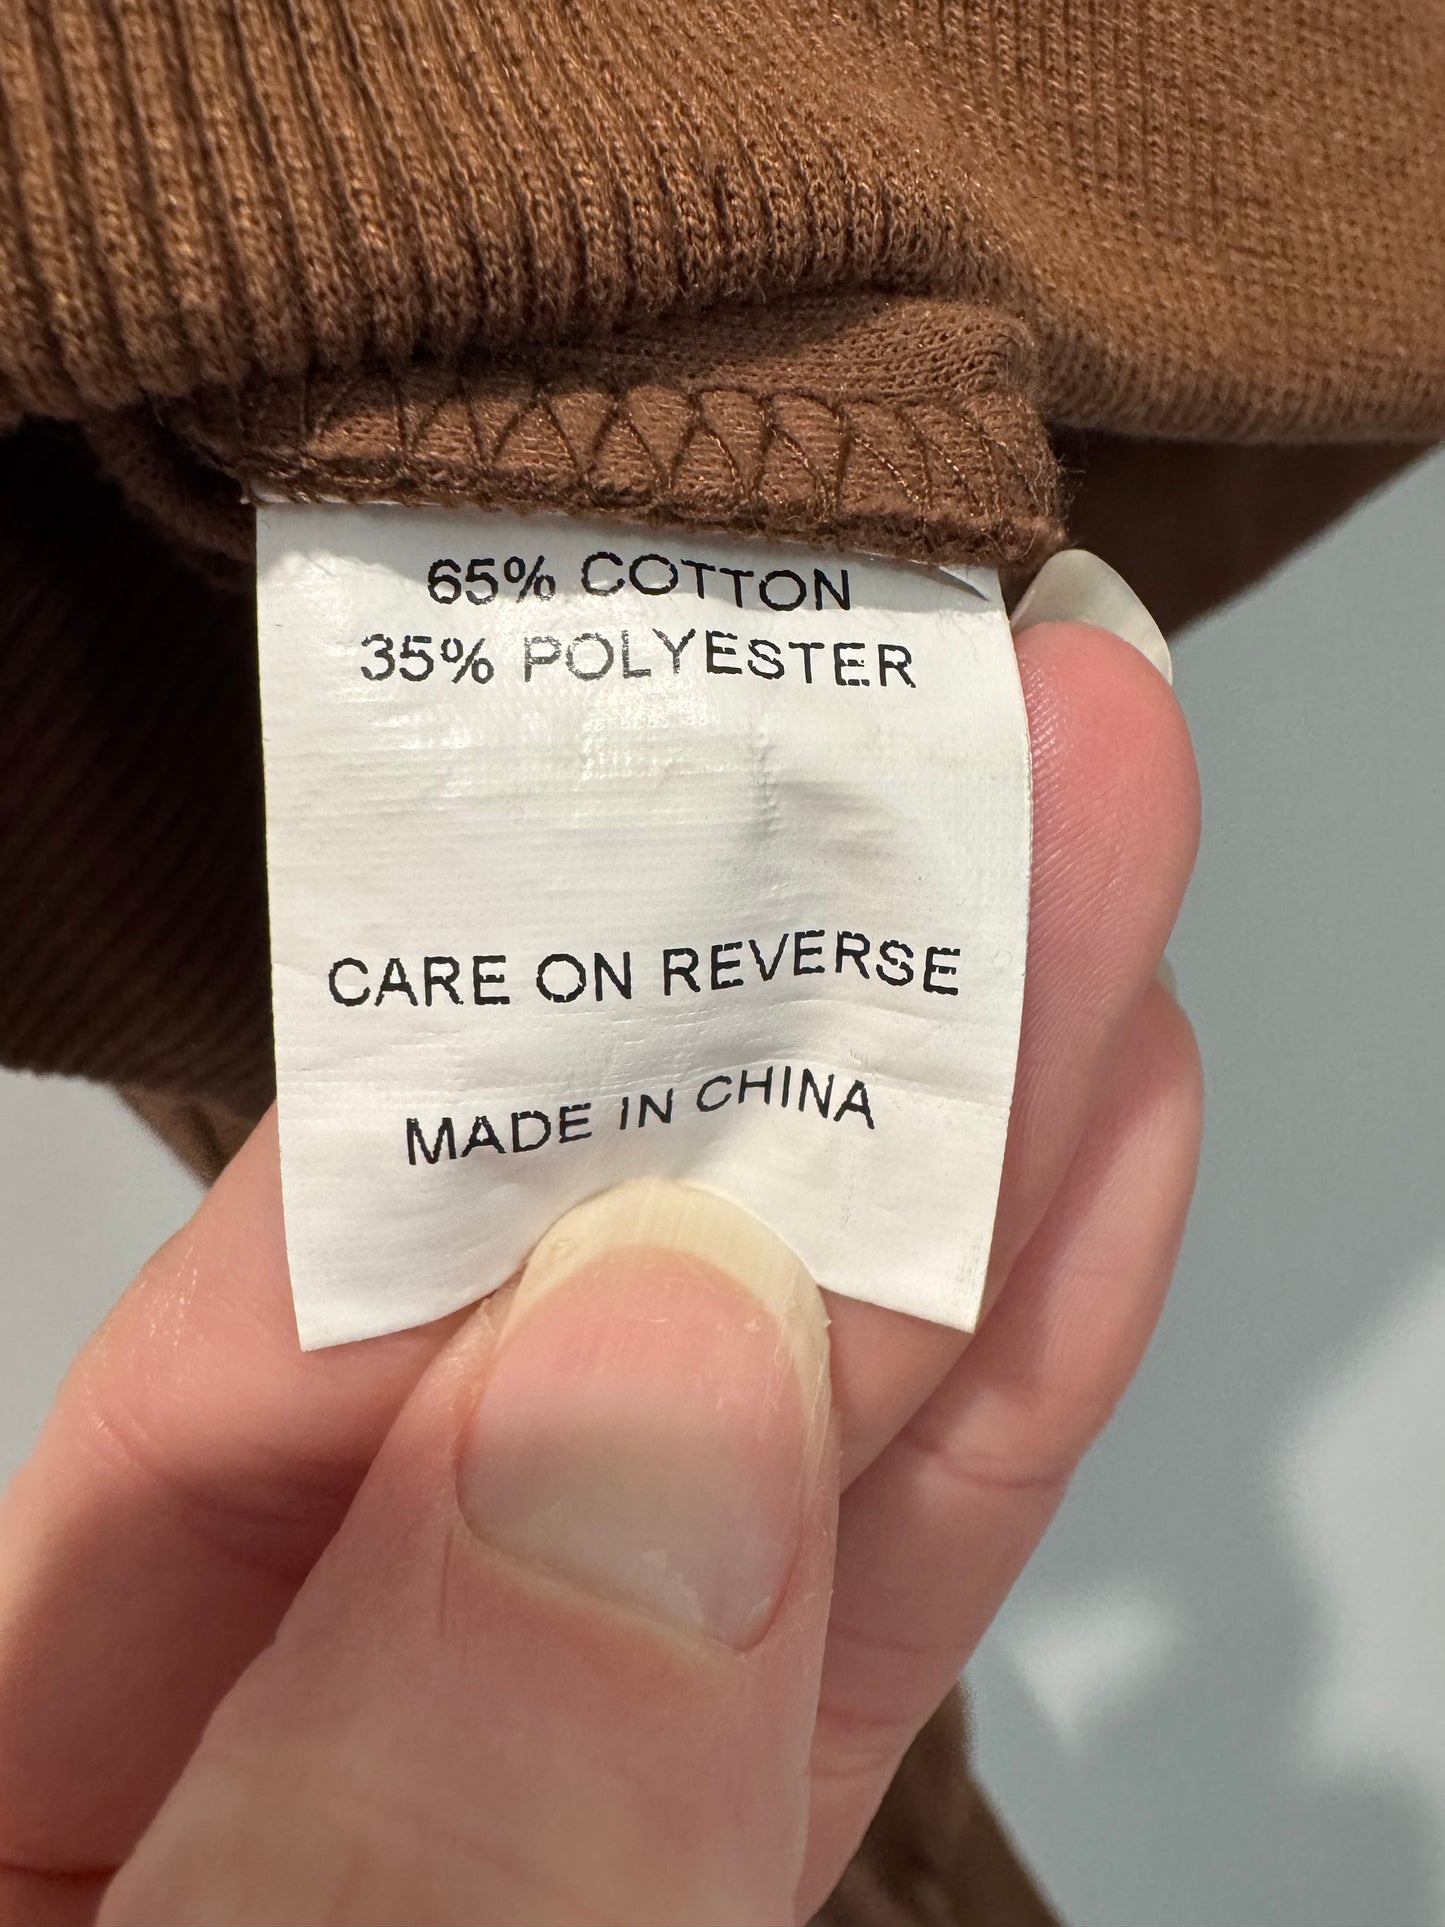 65% COTTON
35% POLYESTER
CARE ON REVERSE
MADE IN CHINA